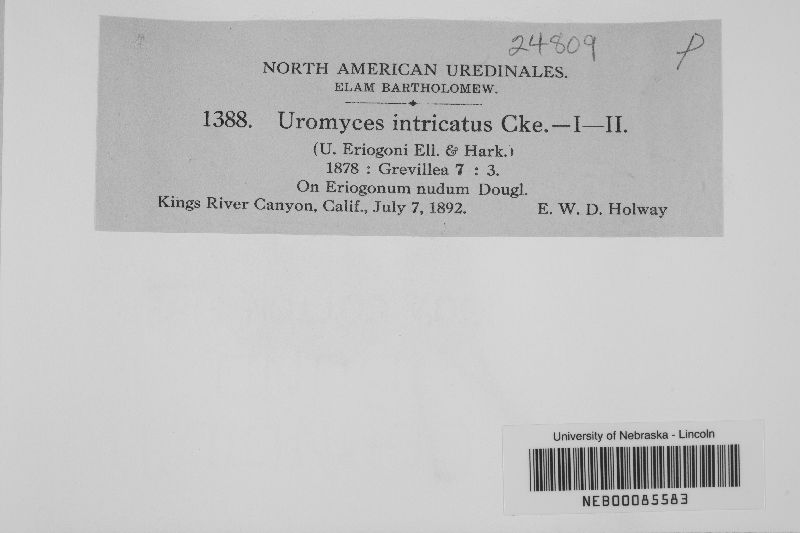 24809 P
NORTH AMERICAN UREDINALES.
ELAM BARTHOLOMEW.
1388. Uromyces intricatus Cke.—I—II.
(U. Eriogoni Ell. & Hark.)
1878 : Grevillea 7 : 3.
On Eriogonum nudum Dougl.
Kings River Canyon, Calif., July 7, 1892. E. W. D. Holway
University of Nebraska - Lincoln
NEB00085583